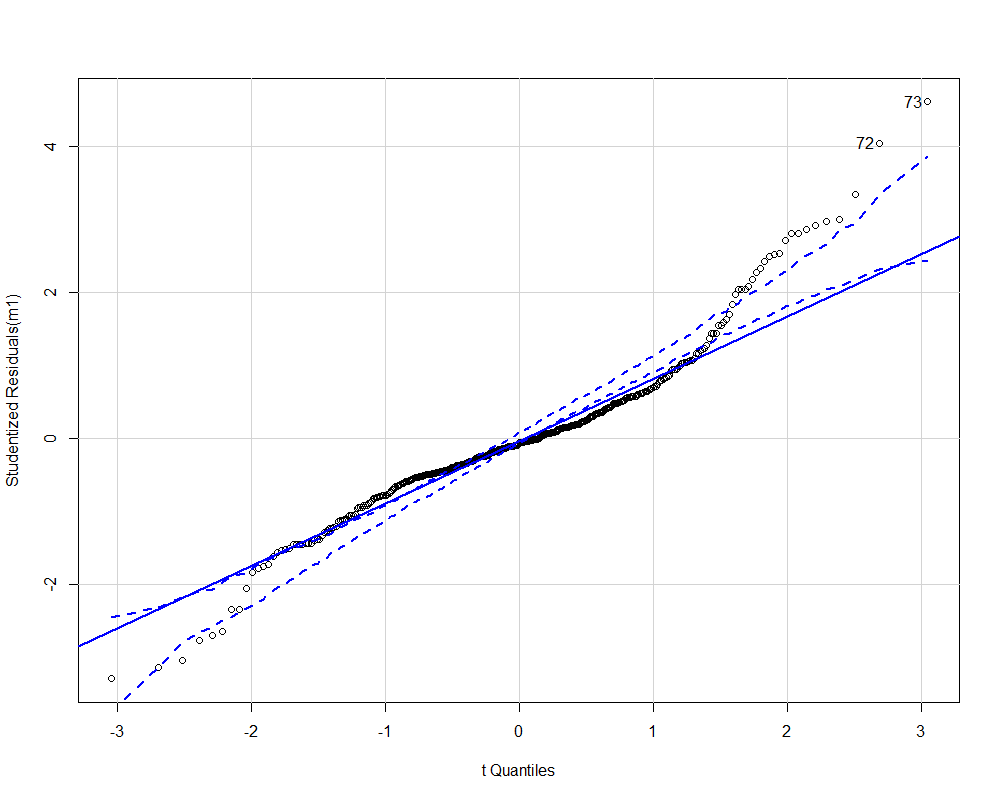 73
72
4
2
0
-2
Studentized Residuals(m1)
-3 -2 -1 0 1 2 3
t Quantiles